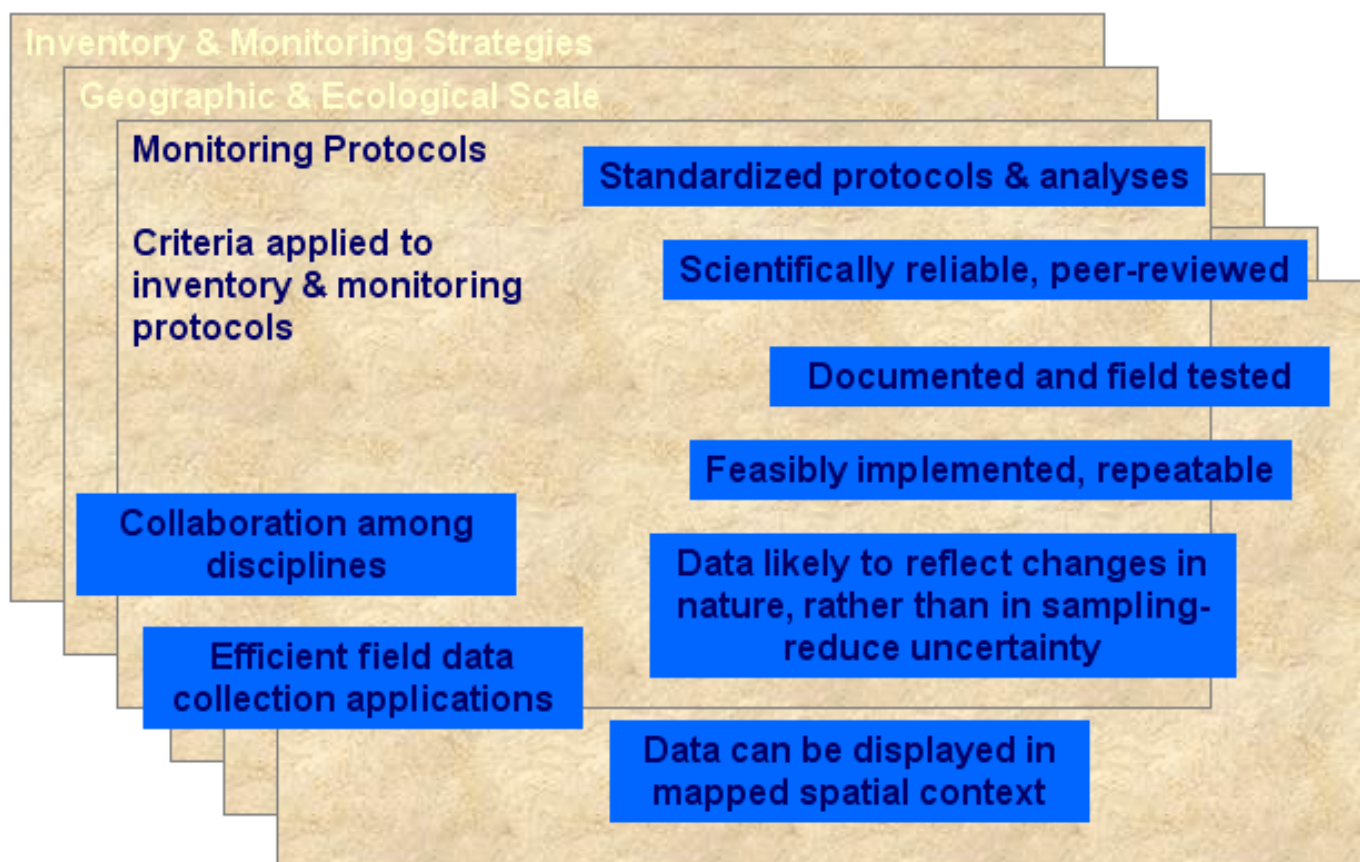 Inventory & Monitoring Strategies
Geographic & Ecological Scale
Monitoring Protocols
Criteria applied to
inventory & monitoring
protocols
Standardized protocols & analyses
Scientifically reliable, peer-reviewed
Documented and field tested
Feasibly implemented, repeatable
Collaboration among
disciplines
Data likely to reflect changes in
nature, rather than in sampling-
reduce uncertainty
Efficient field data
collection applications
Data can be displayed in
mapped spatial context